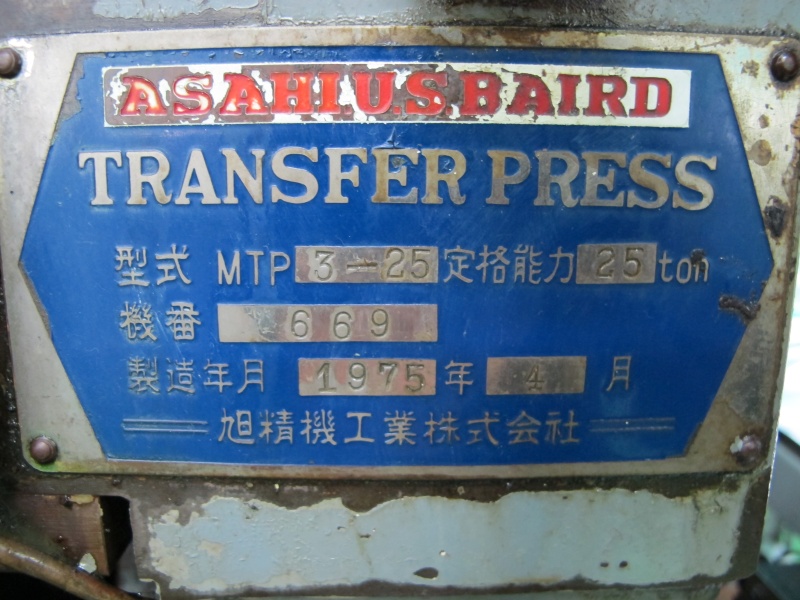 ASAHI.U.S.BAIRD
TRANSFER PRESS
型式 MTP 3-25 定格能力 25 ton
機番 669
製造年月 1975 年 4 月
旭精機工業株式会社